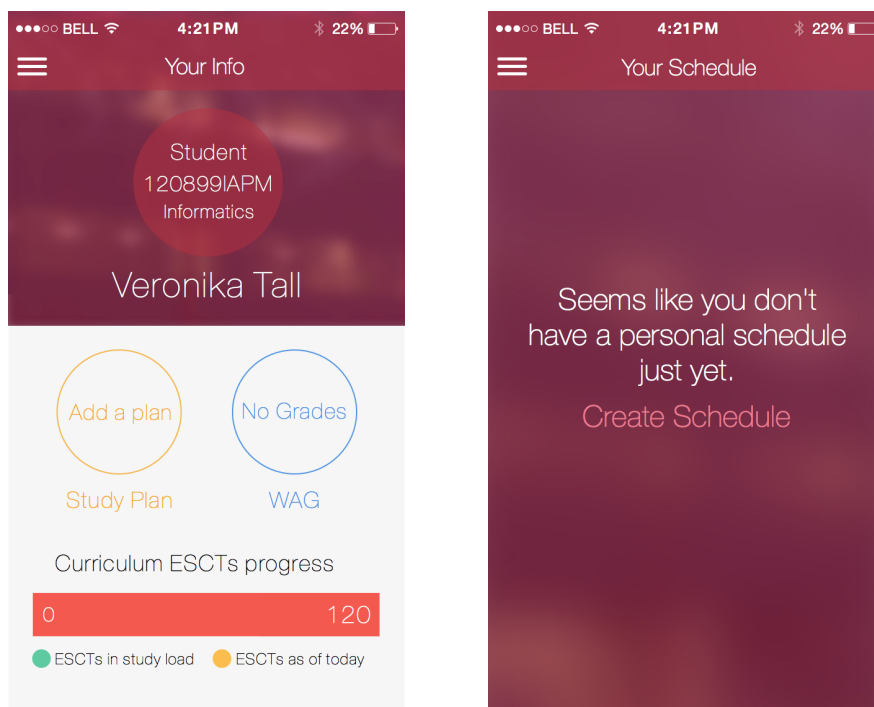 BELL 4:21PM 22%
Your Info
Student
120899IAPM
Informatics
Veronika Tall
Add a plan
No Grades
Study Plan
WAG
Curriculum ESCTs progress
0 120
ESCTs in study load ESCTs as of today
BELL 4:21PM 22%
Your Schedule
Seems like you don't
have a personal schedule
just yet.
Create Schedule